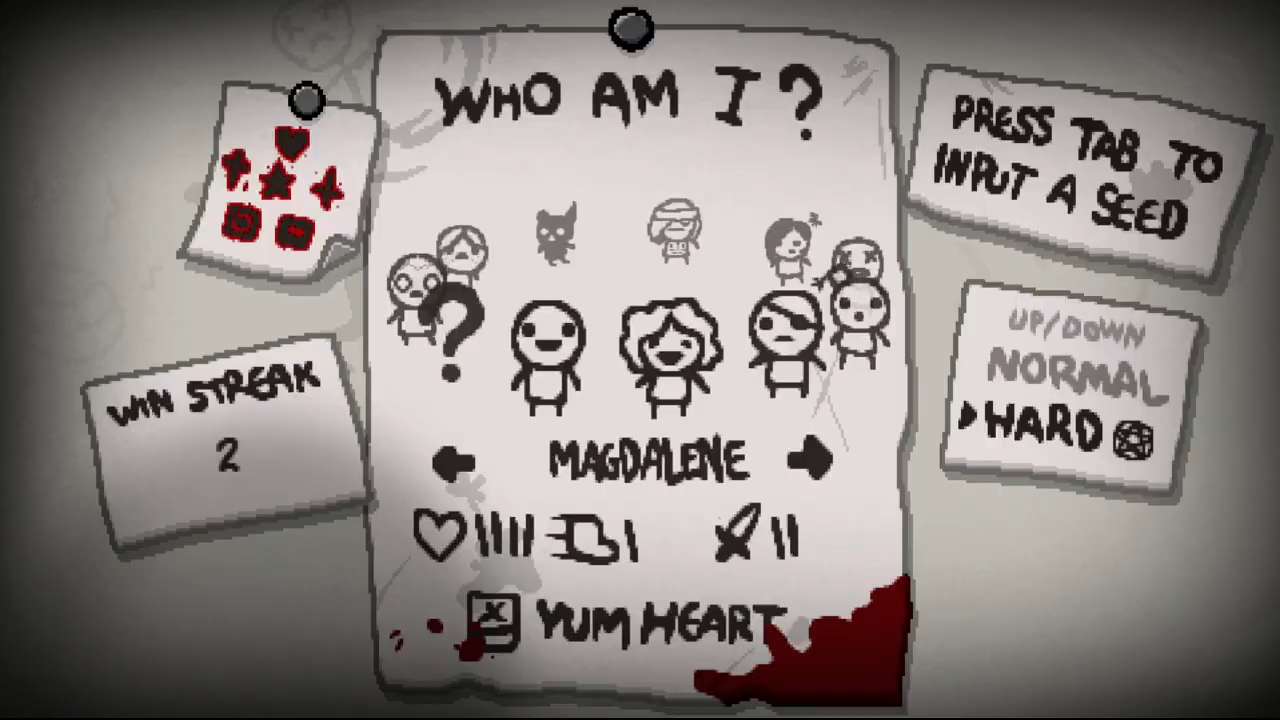 WHO AM I?
PRESS TAB TO
INPUT A SEED
WIN STREAK
2
UP/DOWN
NORMAL
HARD
?
MAGDALENE
YUM HEART